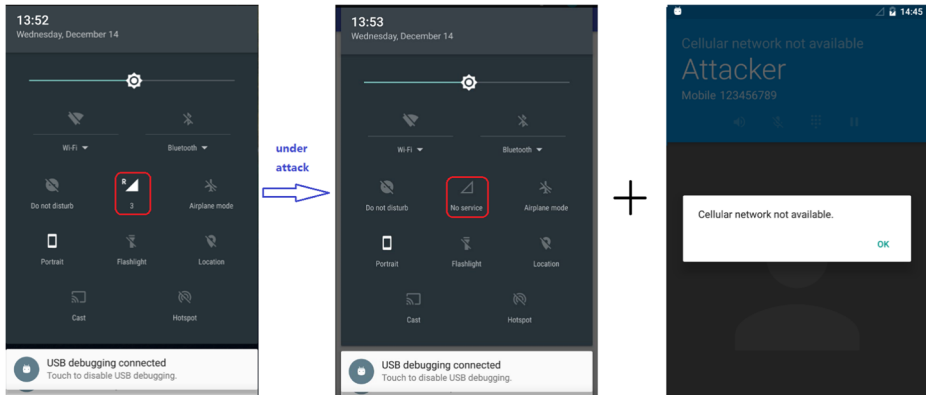 13:52
Wednesday, December 14
Wi-Fi
Bluetooth
Do not disturb
R
3
Airplane mode
Portrait
Flashlight
Location
Cast
Hotspot
USB debugging connected
Touch to disable USB debugging.
under
attack
13:53
Wednesday, December 14
Wi-Fi
Bluetooth
Do not disturb
No service
Airplane mode
Portrait
Flashlight
Location
Cast
Hotspot
USB debugging connected
Touch to disable USB debugging.
+
14:45
Cellular network not available
Attacker
Mobile 123456789
Cellular network not available.
OK